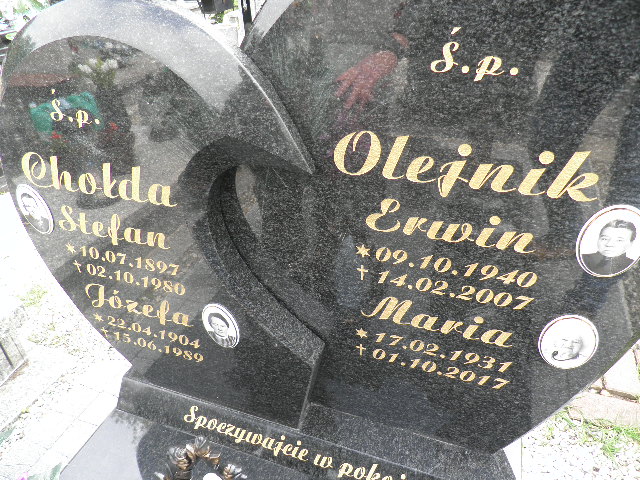 Ś.p.
Chołda
Stefan
*10.07.1897
†02.10.1980
Józefa
*22.04.1904
†15.06.1989
Ś.p.
Olejnik
Erwin
*09.10.1940
†14.02.2007
Maria
*17.02.1931
†01.10.2017
Spoczywajcie w pokoju